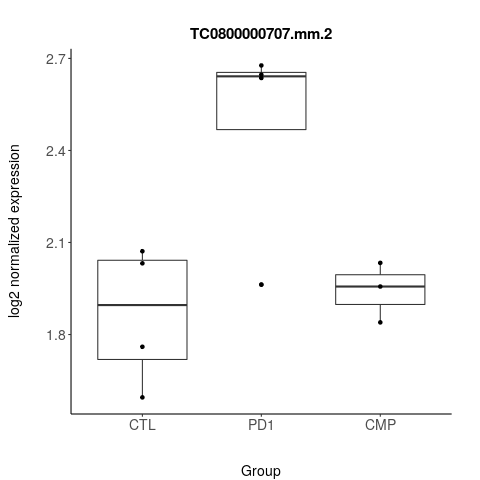 TC0800000707.mm.2
log2 normalized expression
2.7
2.4
2.1
1.8
CTL
PD1
CMP
Group